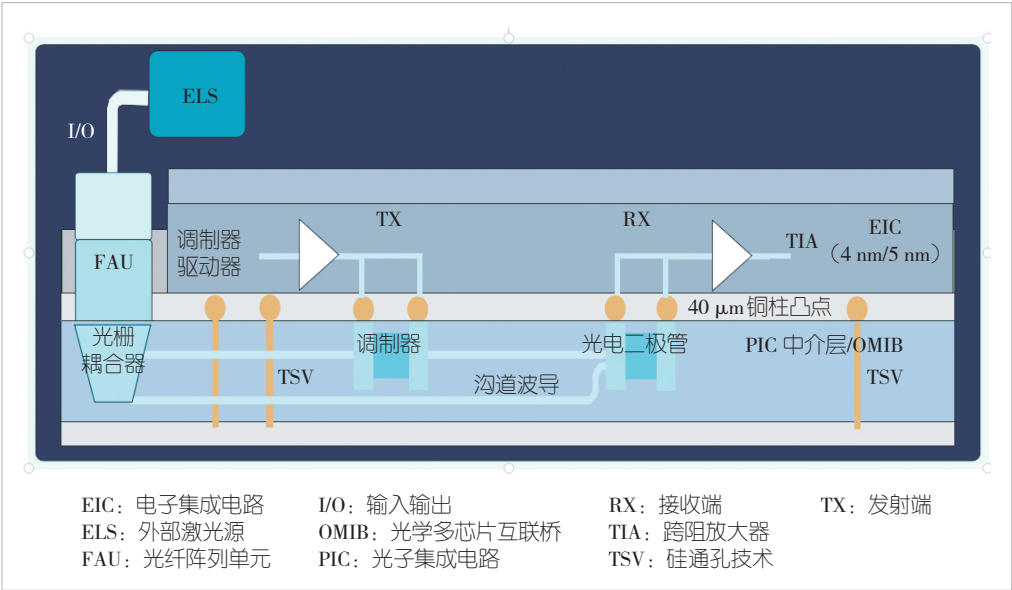 ELS
I/O
TX
RX
调制器
驱动器
TIA
EIC
（4 nm/5 nm）
FAU
40 μm铜柱凸点
光栅
耦合器
调制器
光电二极管
PIC 中介层/OMIB
TSV
沟道波导
TSV
EIC：电子集成电路 I/O：输入输出 RX：接收端 TX：发射端
ELS：外部激光源 OMIB：光学多芯片互联桥 TIA：跨阻放大器
FAU：光纤阵列单元 PIC：光子集成电路 TSV：硅通孔技术